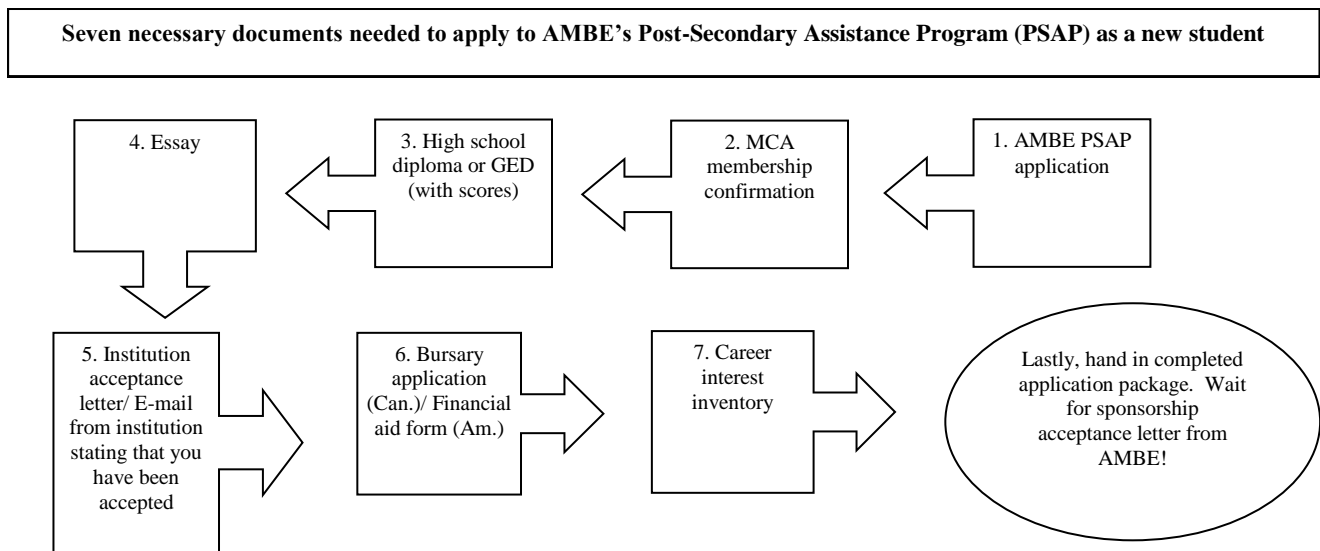 Seven necessary documents needed to apply to AMBE's Post-Secondary Assistance Program (PSAP) as a new student
1. AMBE PSAP
application
2. MCA
membership
confirmation
3. High school
diploma or GED
(with scores)
4. Essay
5. Institution
acceptance
letter/ E-mail
from institution
stating that you
have been
accepted
6. Bursary
application
(Can.)/ Financial
aid form (Am.)
7. Career
interest
inventory
Lastly, hand in completed
application package. Wait
for sponsorship
acceptance letter from
AMBE!